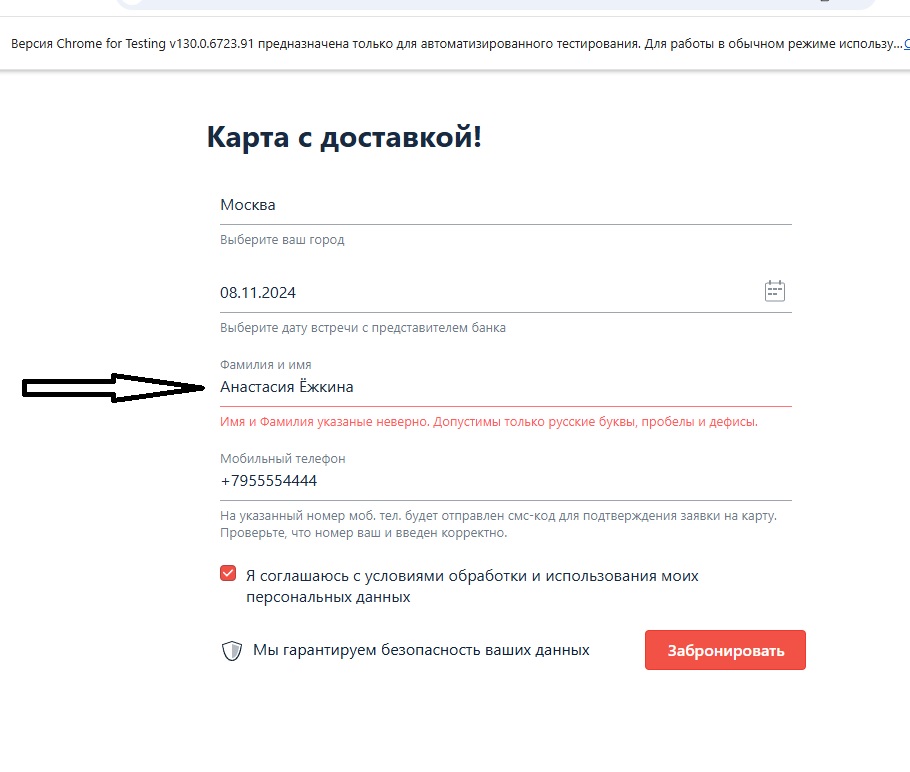 Версия Chrome for Testing v130.0.6723.91 предназначена только для автоматизированного тестирования. Для работы в обычном режиме использу...
Карта с доставкой!
Москва
Выберите ваш город
08.11.2024
Выберите дату встречи с представителем банка
Фамилия и имя
Анастасия Ёжкина
Имя и Фамилия указаные неверно. Допустимы только русские буквы, пробелы и дефисы.
Мобильный телефон
+7955554444
На указанный номер моб. тел. будет отправлен смс-код для подтверждения заявки на карту.
Проверьте, что номер ваш и введен корректно.
Я соглашаюсь с условиями обработки и использования моих
персональных данных
Мы гарантируем безопасность ваших данных
Забронировать